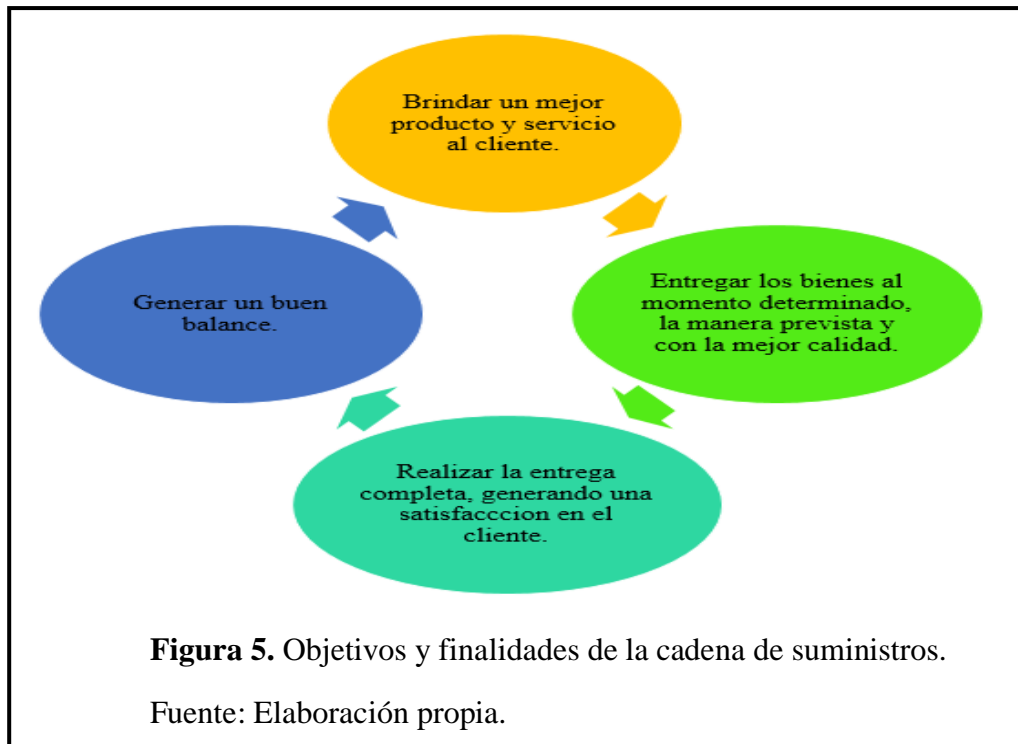 Brindar un mejor
producto y servicio
al cliente.
Entregar los bienes al
momento determinado,
la manera prevista y
con la mejor calidad.
Realizar la entrega
completa, generando una
satisfacccion en el
cliente.
Generar un buen
balance.
Figura 5. Objetivos y finalidades de la cadena de suministros.
Fuente: Elaboración propia.